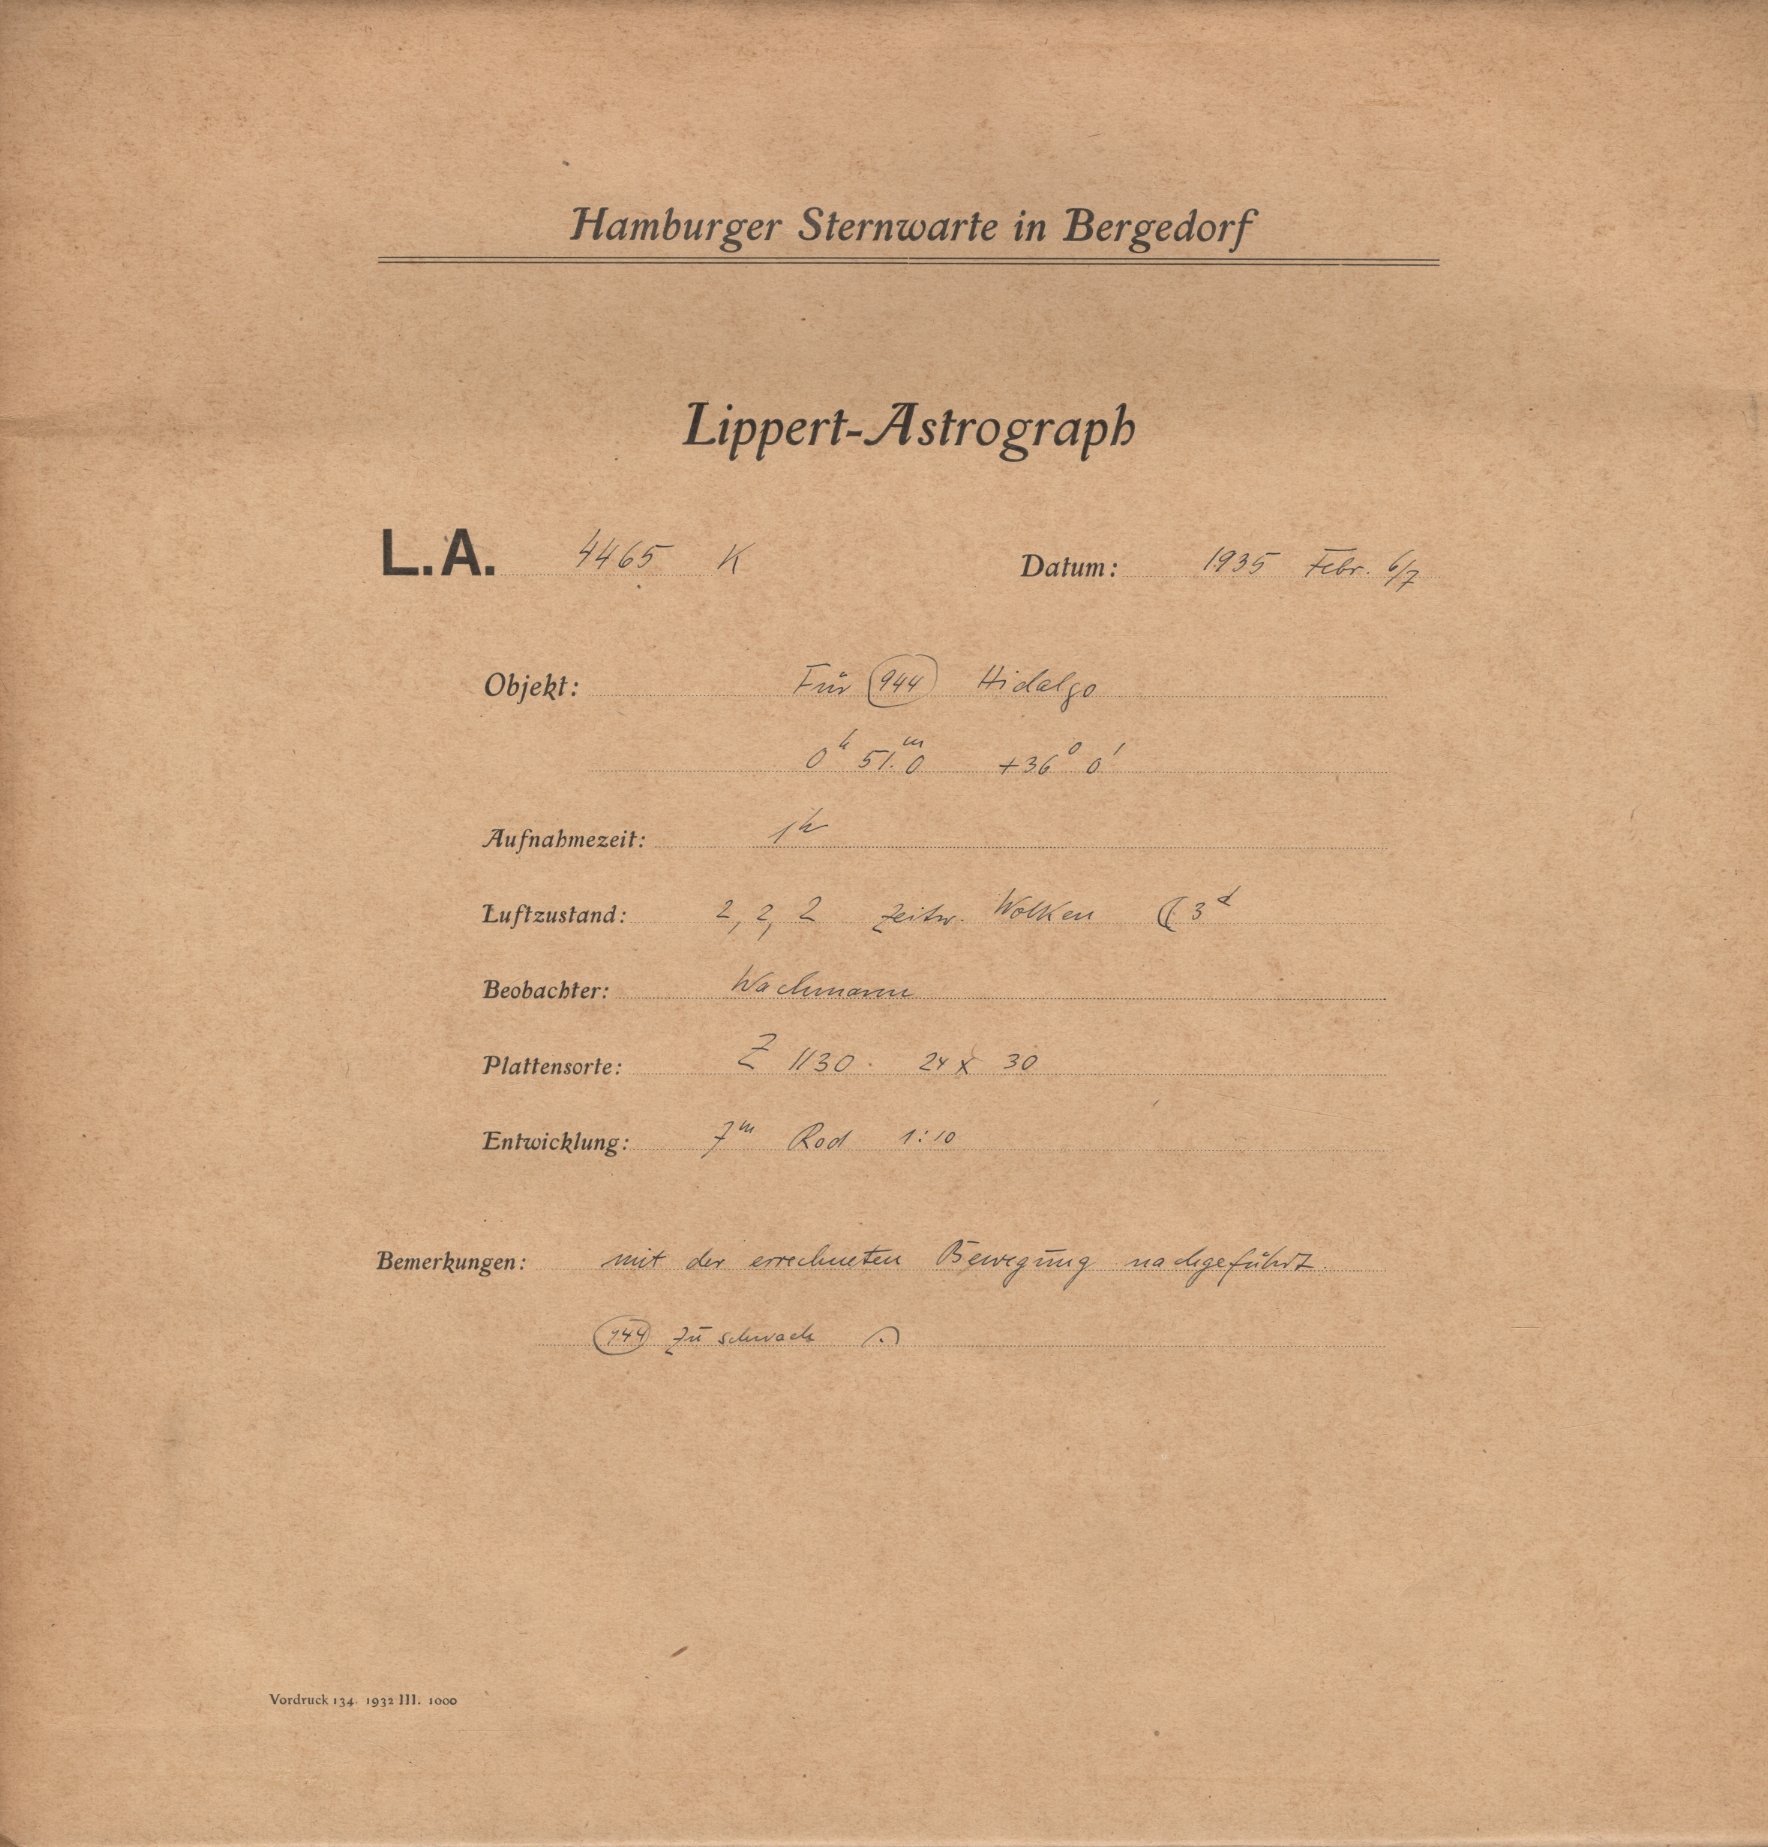 Hamburger Sternwarte in Bergedorf
Lippert-Astrograph
L.A. 4465 K Datum: 1935 Febr. 6/7
Objekt: Für (944) Hidalgo
0h 51.m0 +36° 0'
Aufnahmezeit: 1h
Luftzustand: 2, 2, 2 zeitw. Wolken ☾ 3d
Beobachter: Wachmann
Plattensorte: Z 1130. 24 x 30
Entwicklung: 7m Rod 1:10
Bemerkungen: mit der errechneten Bewegung nachgeführt.
(944) zu schwach
Vordruck 134. 1932 III. 1000